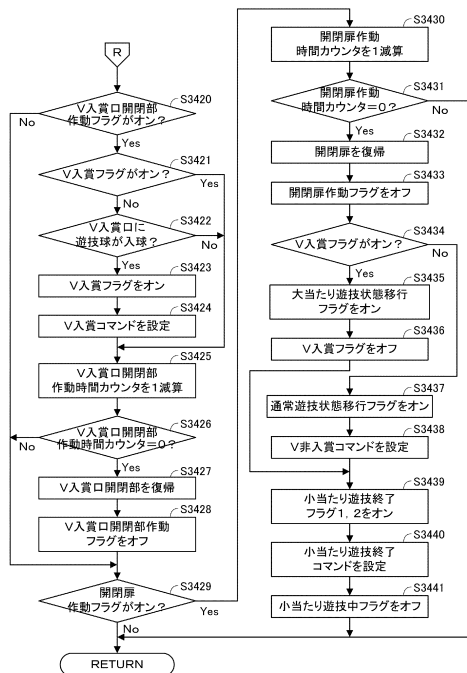 R
S3420
V入賞口開閉部
作動フラグがオン?
No
Yes
S3421
V入賞フラグがオン?
Yes
No
S3422
V入賞口に
遊技球が入球?
No
Yes
S3423
V入賞フラグをオン
S3424
V入賞コマンドを設定
S3425
V入賞口開閉部
作動時間カウンタを1減算
S3426
V入賞口開閉部
作動時間カウンタ=0?
No
Yes
S3427
V入賞口開閉部を復帰
S3428
V入賞口開閉部作動
フラグをオフ
S3429
開閉扉
作動フラグがオン?
Yes
No
RETURN
S3430
開閉扉作動
時間カウンタを1減算
S3431
開閉扉作動
時間カウンタ=0?
No
Yes
S3432
開閉扉を復帰
S3433
開閉扉作動フラグをオフ
S3434
V入賞フラグがオン?
No
Yes
S3435
大当たり遊技状態移行
フラグをオン
S3436
V入賞フラグをオフ
S3437
通常遊技状態移行フラグをオン
S3438
V非入賞コマンドを設定
S3439
小当たり遊技終了
フラグ1,2をオン
S3440
小当たり遊技終了
コマンドを設定
S3441
小当たり遊技中フラグをオフ